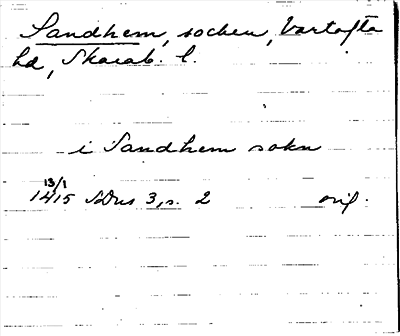 Sandhem, socken, Vartofta
hd, Skarab. l.
i Sandhem sokn
13/1
1415 SDns 3, s. 2 orig.